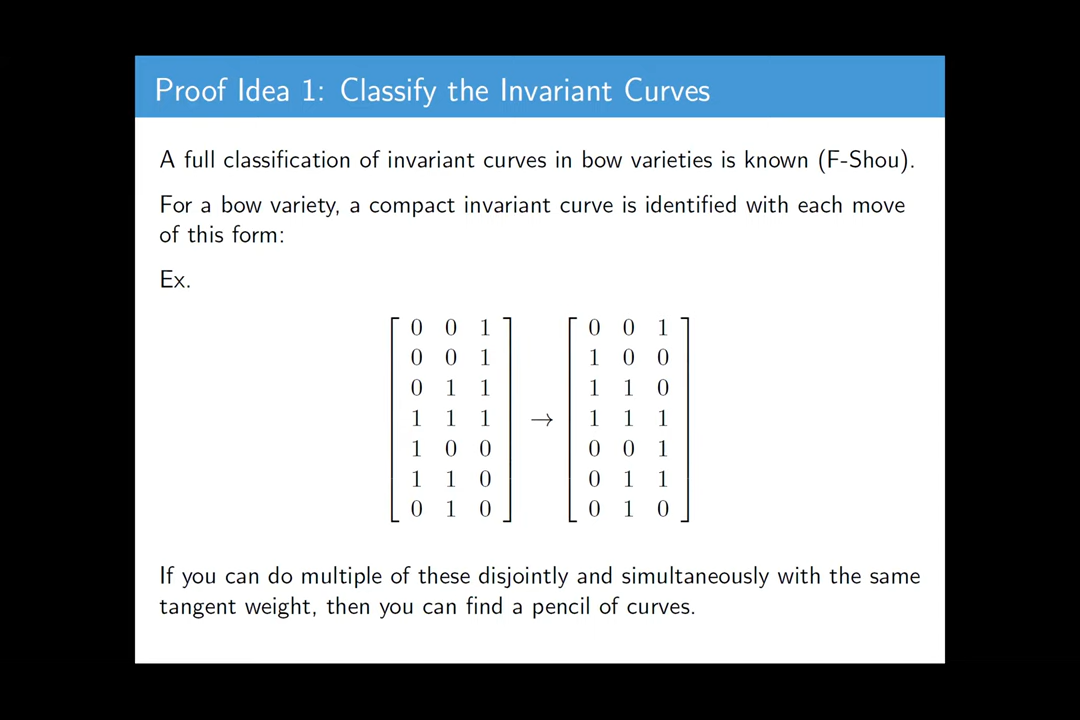 Proof Idea 1: Classify the Invariant Curves
A full classification of invariant curves in bow varieties is known (F-Shou).
For a bow variety, a compact invariant curve is identified with each move
of this form:
Ex.
0 0 1 0 0 1
0 0 1 1 0 0
0 1 1 1 1 0
1 1 1 → 1 1 1
1 0 0 0 0 1
1 1 0 0 1 1
0 1 0 0 1 0
If you can do multiple of these disjointly and simultaneously with the same
tangent weight, then you can find a pencil of curves.